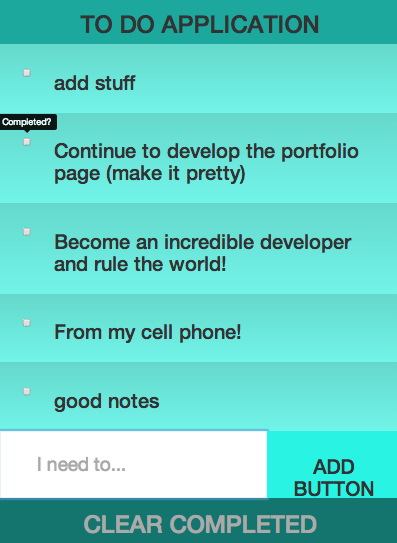 TO DO APPLICATION
add stuff
Completed?
Continue to develop the portfolio
page (make it pretty)
Become an incredible developer
and rule the world!
From my cell phone!
good notes
I need to...
ADD
BUTTON
CLEAR COMPLETED